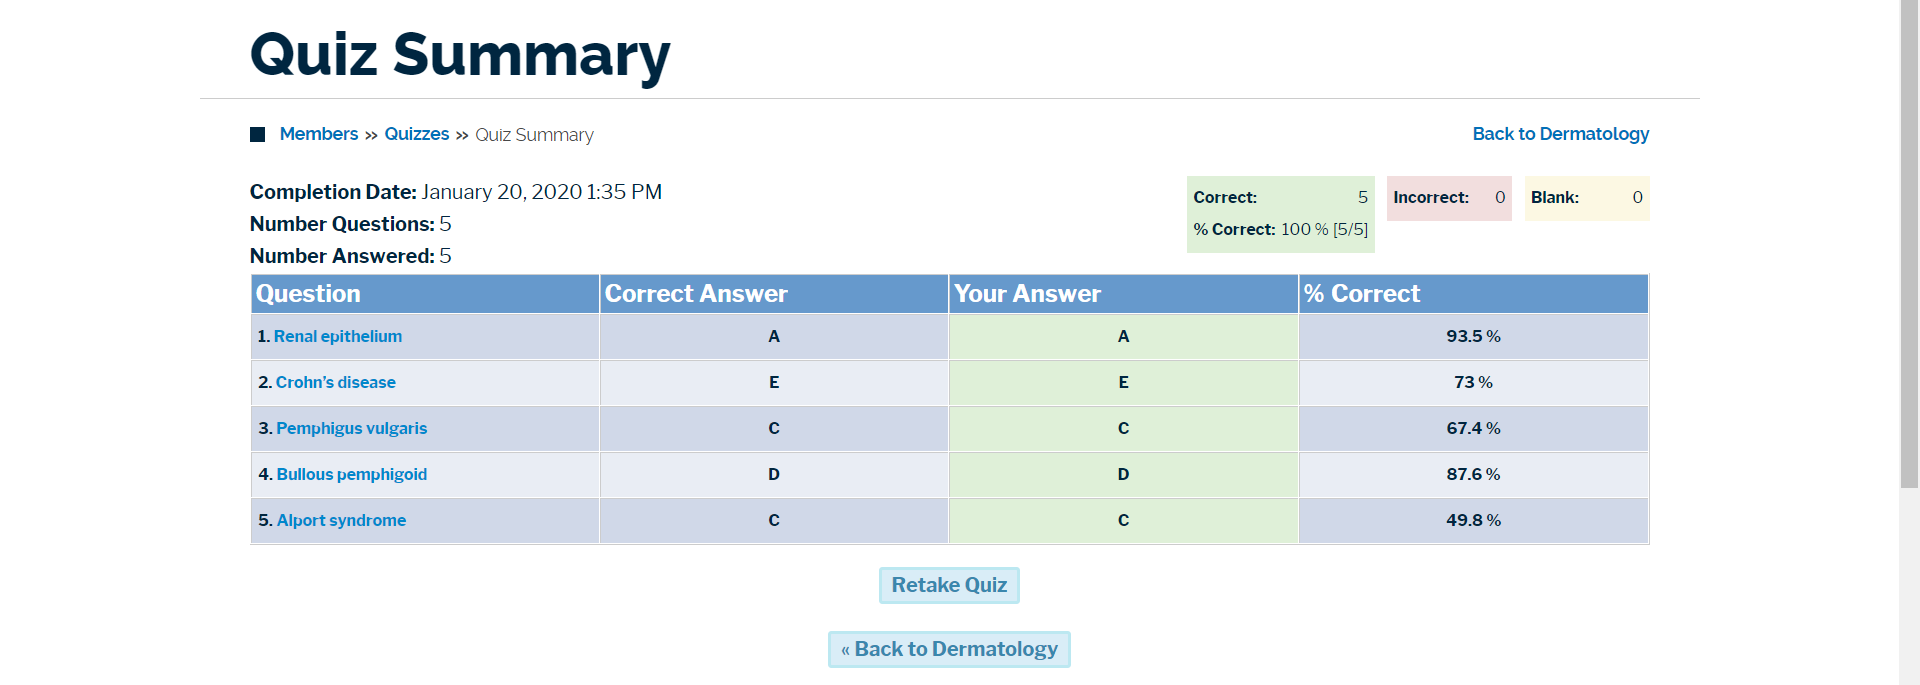 Quiz Summary
Members » Quizzes » Quiz Summary
Back to Dermatology
Completion Date: January 20, 2020 1:35 PM
Number Questions: 5
Number Answered: 5
Correct: 5
% Correct: 100 % [5/5]
Incorrect: 0
Blank: 0
Question Correct Answer Your Answer % Correct
1. Renal epithelium A A 93.5 %
2. Crohn’s disease E E 73 %
3. Pemphigus vulgaris C C 67.4 %
4. Bullous pemphigoid D D 87.6 %
5. Alport syndrome C C 49.8 %
Retake Quiz
« Back to Dermatology